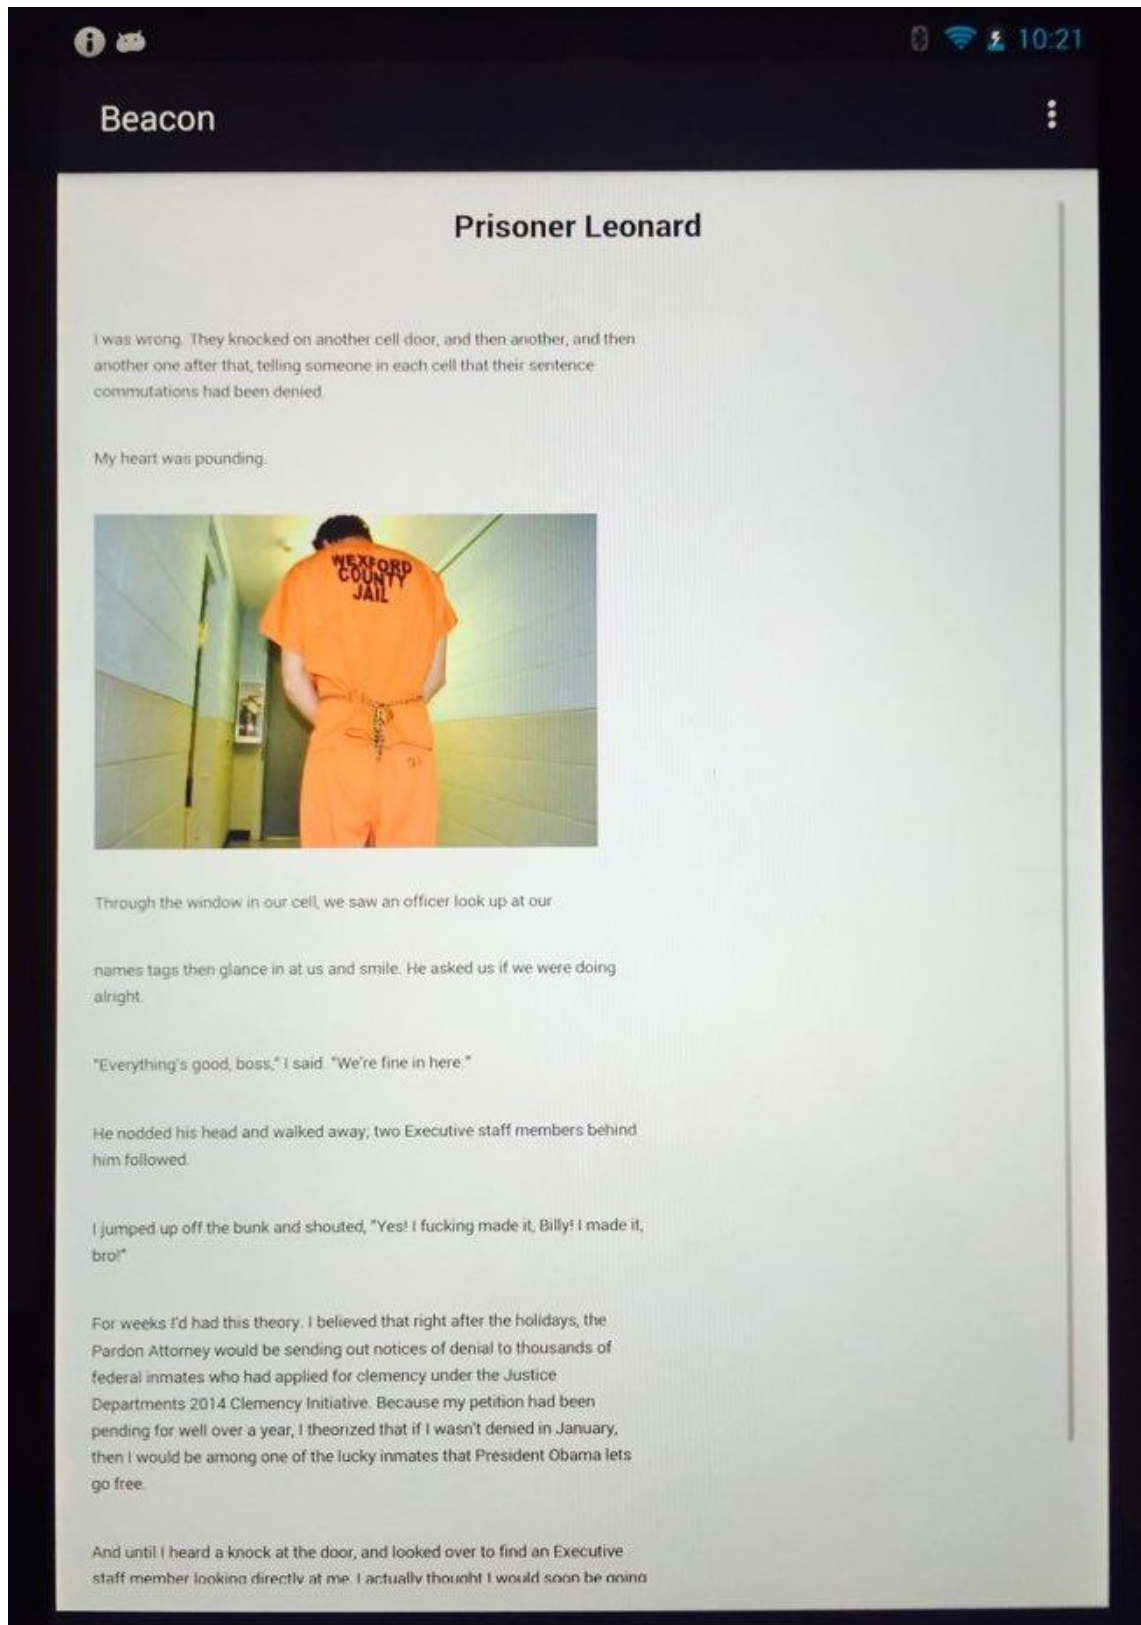 10:21
Beacon
Prisoner Leonard
I was wrong. They knocked on another cell door, and then another, and then
another one after that, telling someone in each cell that their sentence
commutations had been denied.
My heart was pounding.
WEXFORD
COUNTY
JAIL
Through the window in our cell, we saw an officer look up at our
names tags then glance in at us and smile. He asked us if we were doing
alright.
"Everything's good, boss," I said. "We're fine in here."
He nodded his head and walked away; two Executive staff members behind
him followed.
I jumped up off the bunk and shouted, "Yes! I fucking made it, Billy! I made it,
bro!"
For weeks I'd had this theory. I believed that right after the holidays, the
Pardon Attorney would be sending out notices of denial to thousands of
federal inmates who had applied for clemency under the Justice
Departments 2014 Clemency Initiative. Because my petition had been
pending for well over a year, I theorized that if I wasn't denied in January,
then I would be among one of the lucky inmates that President Obama lets
go free.
And until I heard a knock at the door, and looked over to find an Executive
staff member looking directly at me, I actually thought I would soon be going